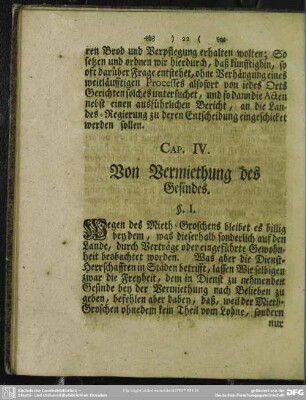 ) 22 (
ren Brod und Verpflegung erhalten wolten; So
setzen und ordnen wir hierdurch, daß künfftighin, so
oft darüber Frage entstehet, ohne Verhängung eines
weitläufftigen Processes alsofort von iedes Orts
Gerichten solches untersuchet, und so dann die Acten
nebst einen ausführlichen Bericht, an die Lan-
des-Regierung zu deren Entscheidung eingeschicket
werden sollen.
CAP. IV.
Von Vermiethung des
Gesindes.
§. I.
Wegen des Mieth-Groschens bleibet es billig
bey dem, was dieserhalb sonderlich auf den
Lande, durch Verträge oder eingeführte Gewohn-
heit beobachtet worden. Was aber die Dienst-
Herrschafften in Städen betrifft, lassen Wir selbigen
zwar die Freyheit, dem in Dienst zu nehmenden
Gesinde bey der Vermiethung nach Belieben zu
geben, befehlen aber dabey, daß, weil der Mieth-
Groschen ohnedem kein Theil vom Lohne, sondern
nur